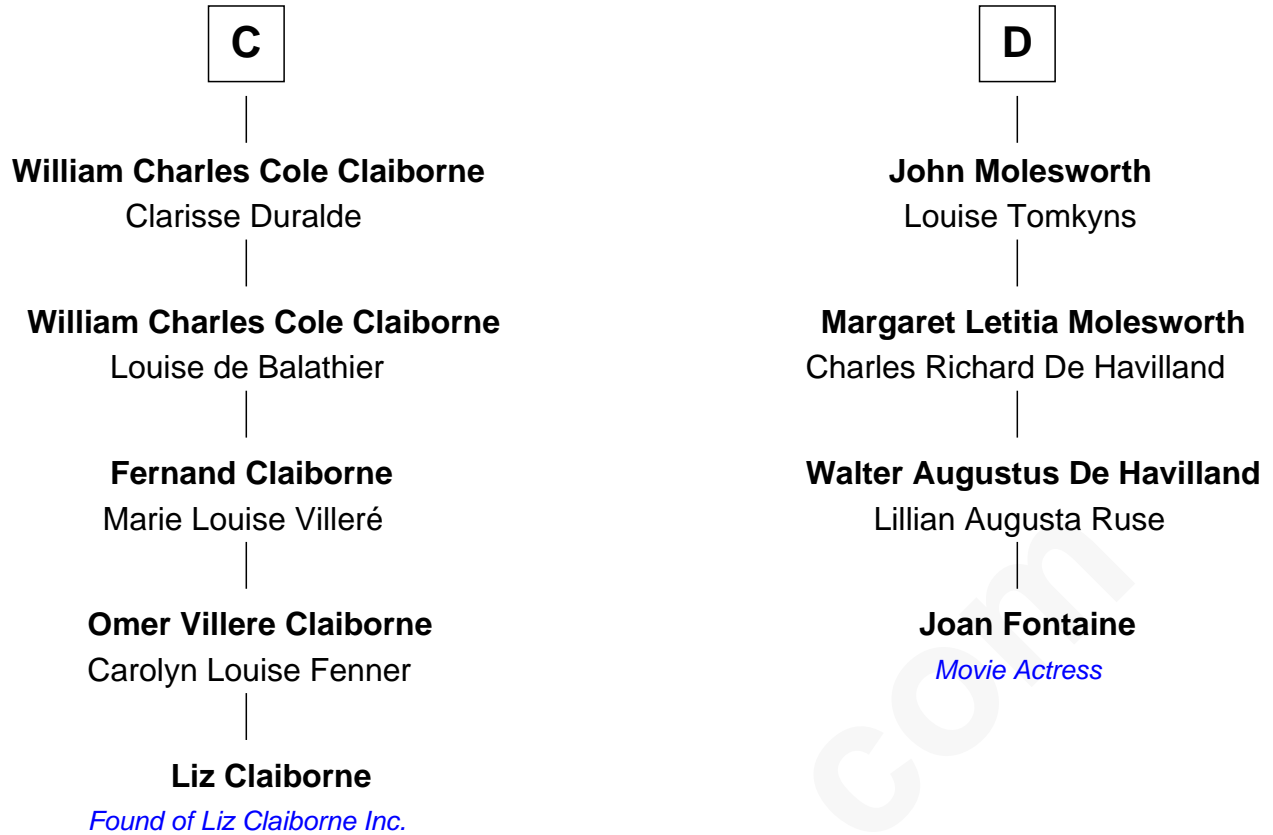 C
William Charles Cole Claiborne
Clarisse Duralde
William Charles Cole Claiborne
Louise de Balathier
Fernand Claiborne
Marie Louise Villeré
Omer Villere Claiborne
Carolyn Louise Fenner
Liz Claiborne
Found of Liz Claiborne Inc.
D
John Molesworth
Louise Tomkyns
Margaret Letitia Molesworth
Charles Richard De Havilland
Walter Augustus De Havilland
Lillian Augusta Ruse
Joan Fontaine
Movie Actress
com